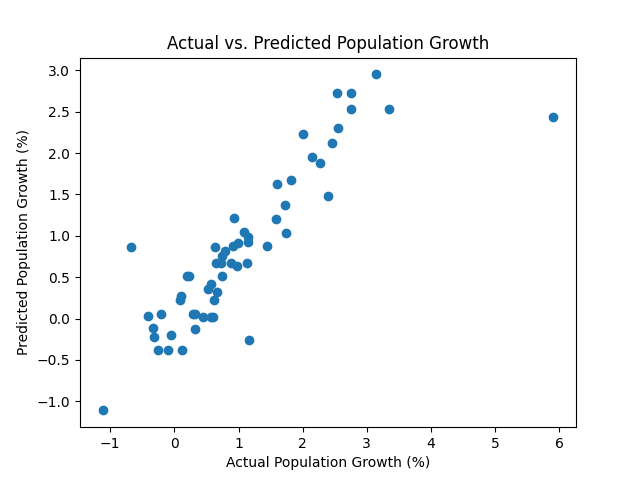 Actual vs. Predicted Population Growth
3.0
2.5
2.0
1.5
1.0
0.5
0.0
−0.5
−1.0
Predicted Population Growth (%)
−1 0 1 2 3 4 5 6
Actual Population Growth (%)